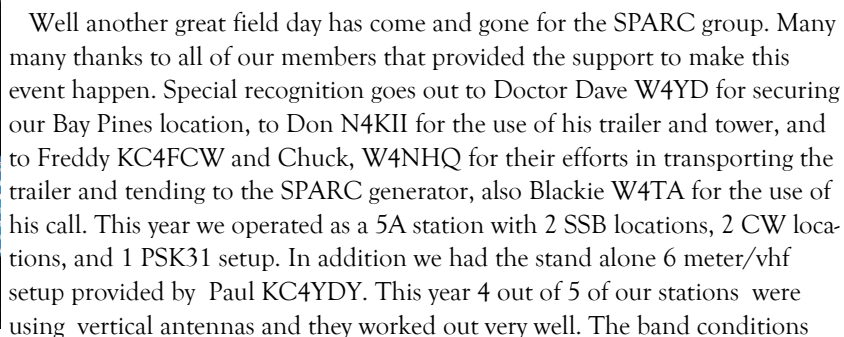 Well another great field day has come and gone for the SPARC group. Many
many thanks to all of our members that provided the support to make this
event happen. Special recognition goes out to Doctor Dave W4YD for securing
our Bay Pines location, to Don N4KII for the use of his trailer and tower, and
to Freddy KC4FCW and Chuck, W4NHQ for their efforts in transporting the
trailer and tending to the SPARC generator, also Blackie W4TA for the use of
his call. This year we operated as a 5A station with 2 SSB locations, 2 CW loca-
tions, and 1 PSK31 setup. In addition we had the stand alone 6 meter/vhf
setup provided by Paul KC4YDY. This year 4 out of 5 of our stations were
using vertical antennas and they worked out very well. The band conditions